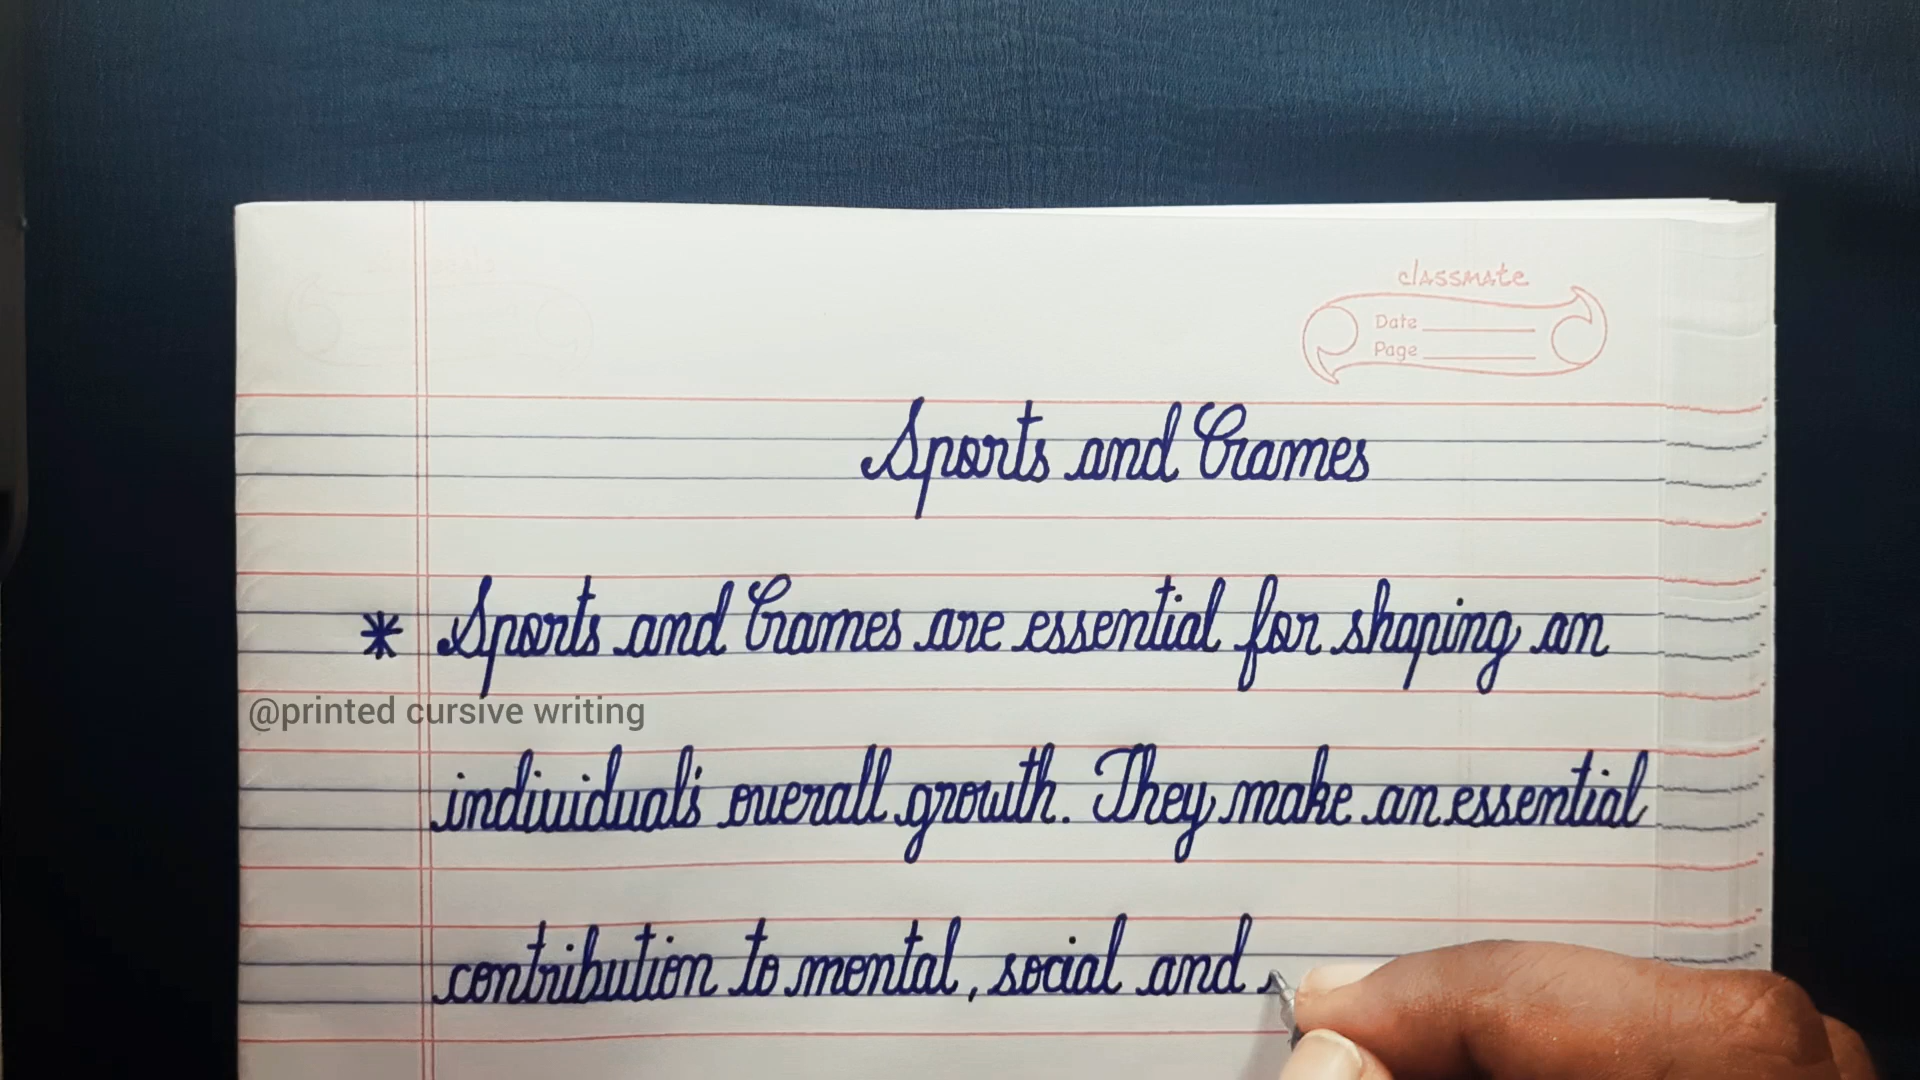 classmate
Date
Page
Sports and Games
* Sports and Games are essential for shaping an
@printed cursive writing
individual's overall growth. They make an essential
contribution to mental, social and